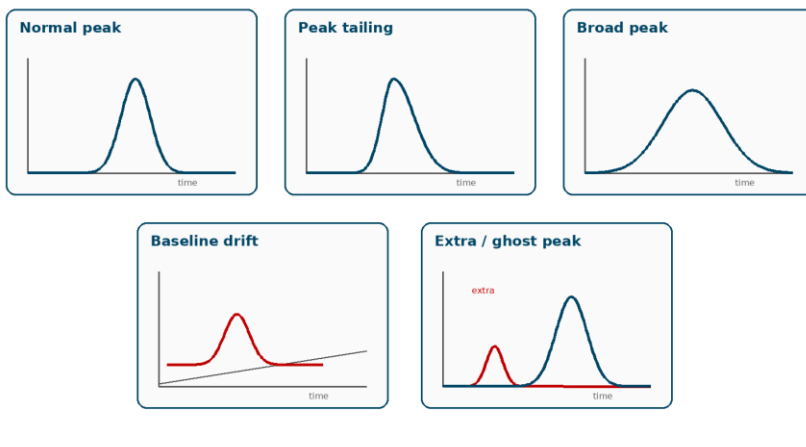 Normal peak
time
Peak tailing
time
Broad peak
time
Baseline drift
time
Extra / ghost peak
extra
time